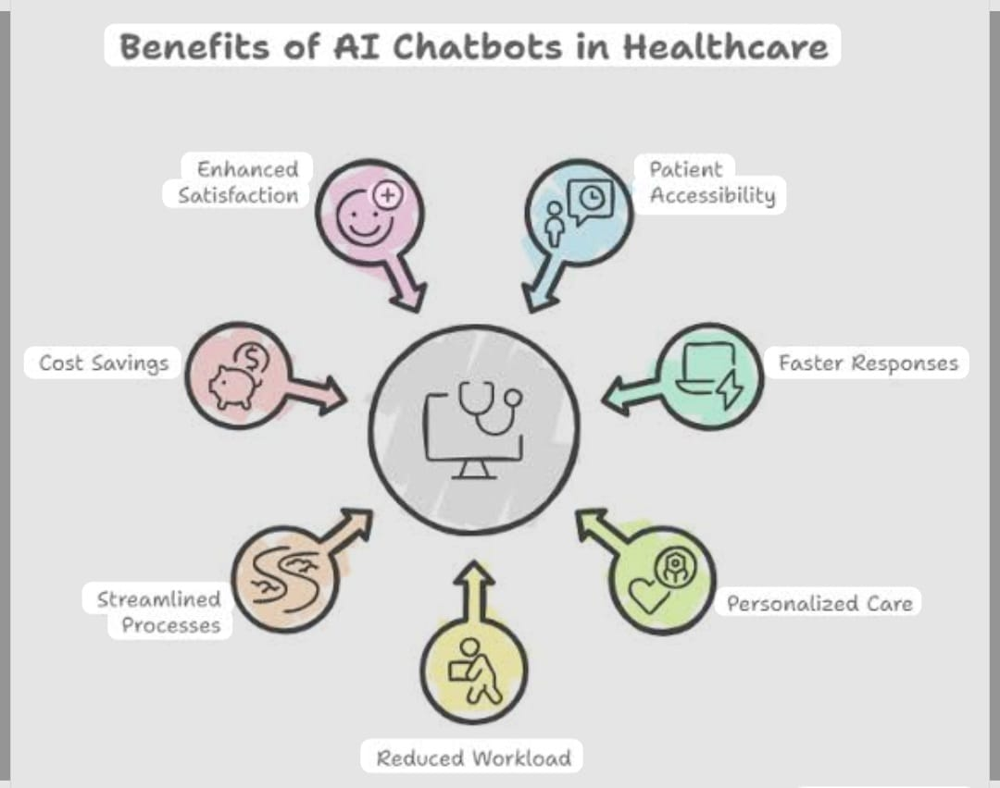 Benefits of AI Chatbots in Healthcare
Enhanced
Satisfaction
Patient
Accessibility
Cost Savings
Faster Responses
Streamlined
Processes
Personalized Care
Reduced Workload